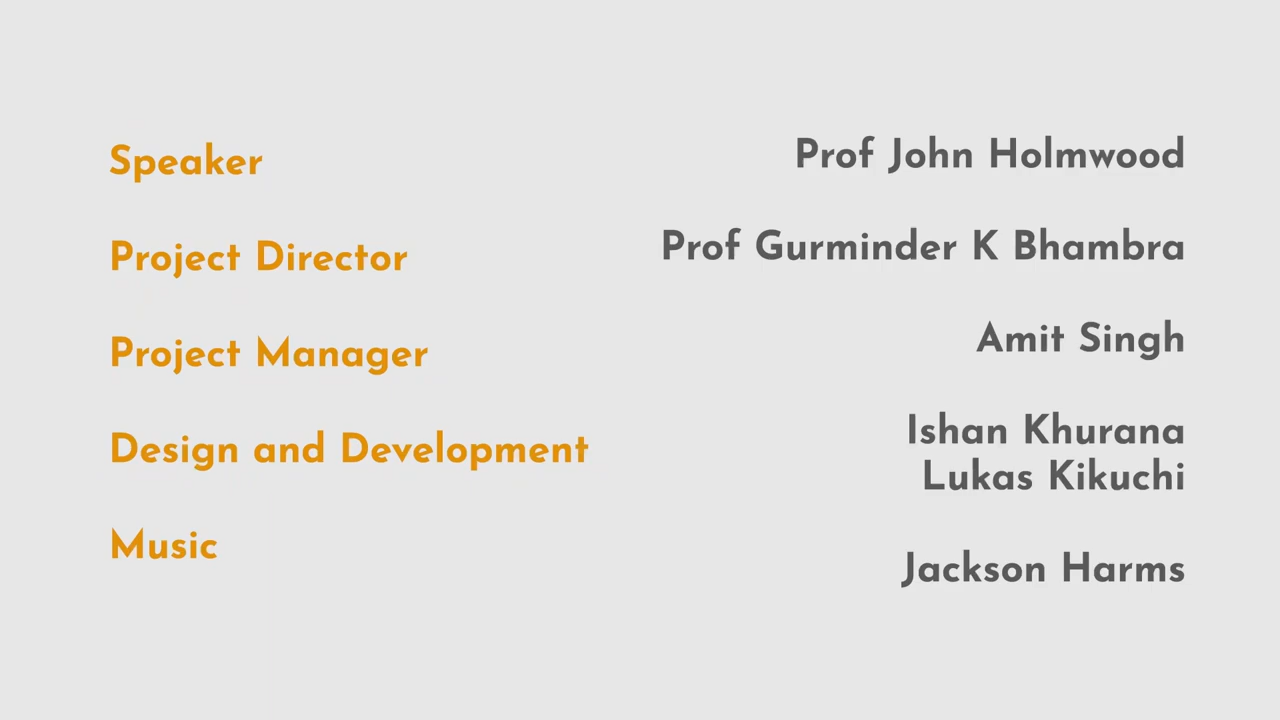 Speaker
Prof John Holmwood
Project Director
Prof Gurminder K Bhambra
Project Manager
Amit Singh
Design and Development
Ishan Khurana
Lukas Kikuchi
Music
Jackson Harms